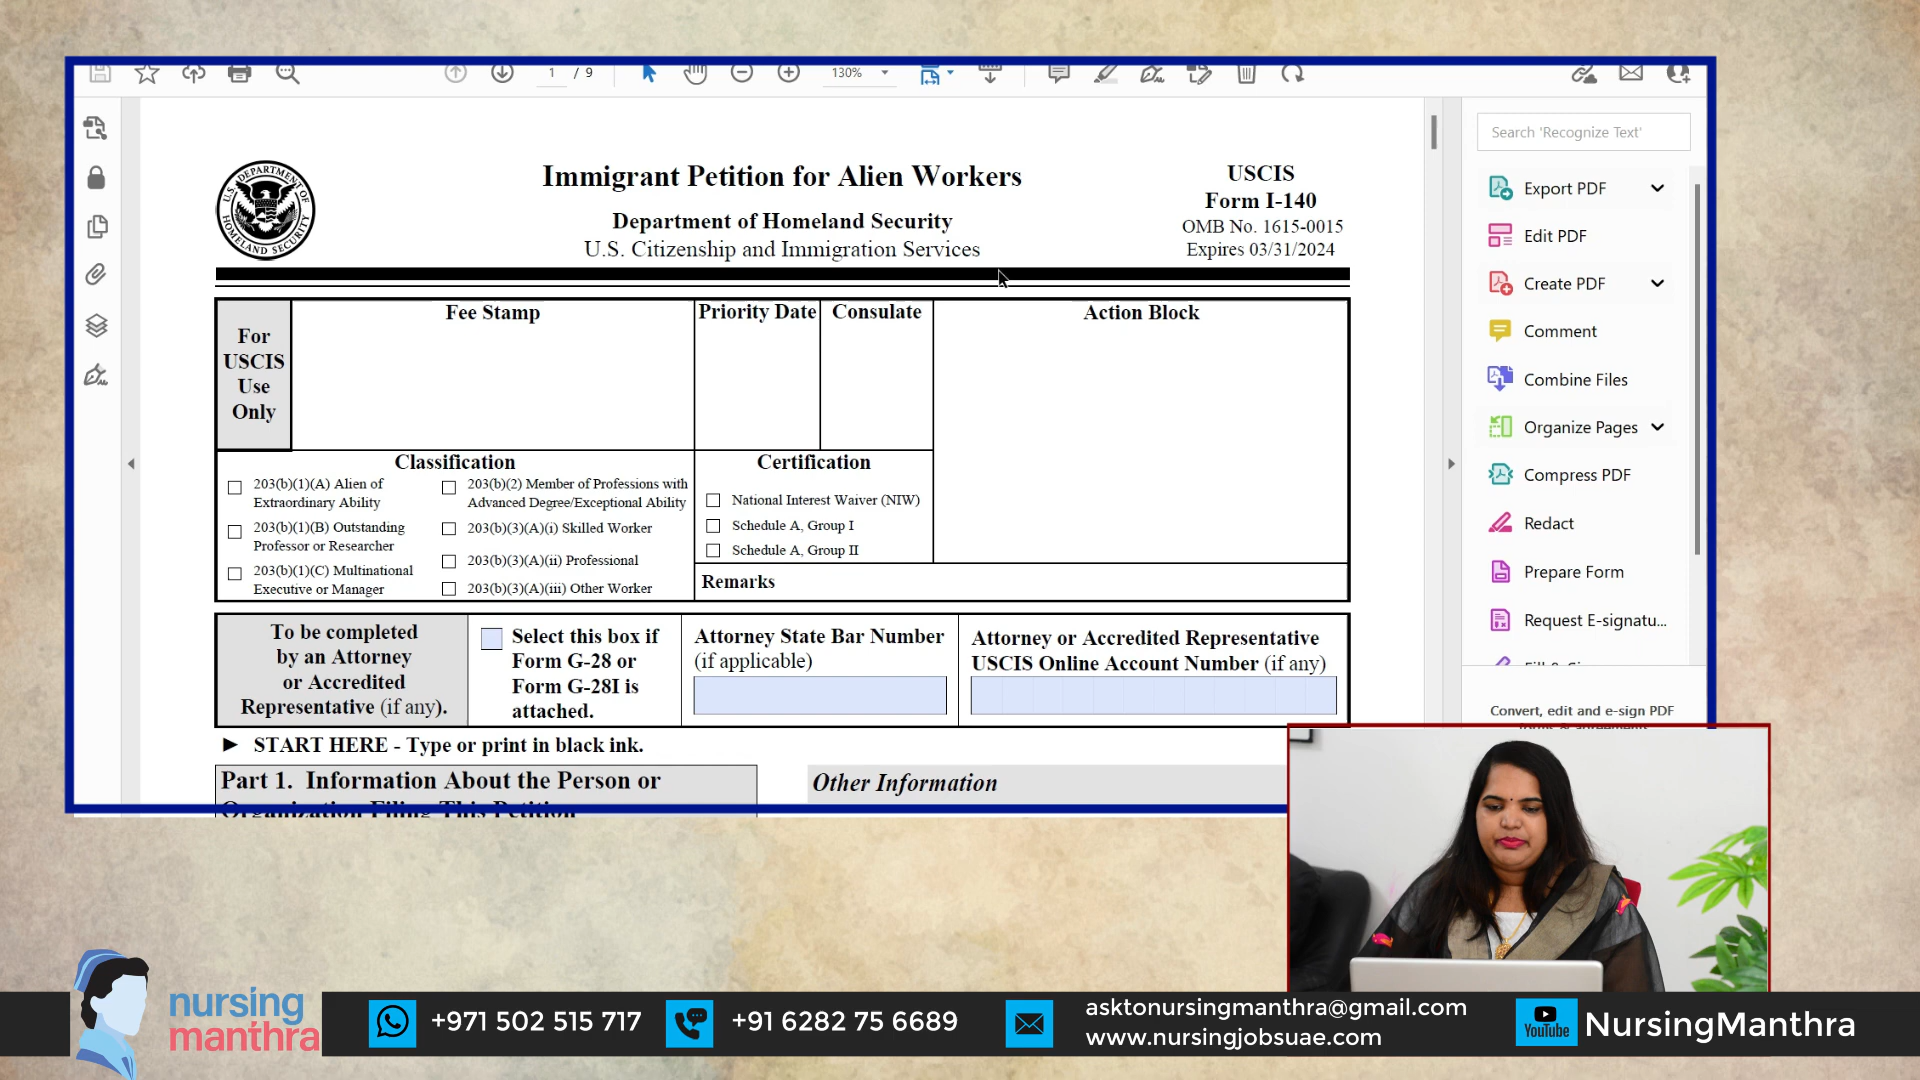 1 / 9
130%
Search 'Recognize Text'
Export PDF
Edit PDF
Create PDF
Comment
Combine Files
Organize Pages
Compress PDF
Redact
Prepare Form
Request E-signatu...
Convert, edit and e-sign PDF
U.S. DEPARTMENT OF HOMELAND SECURITY
Immigrant Petition for Alien Workers
Department of Homeland Security
U.S. Citizenship and Immigration Services
USCIS
Form I-140
OMB No. 1615-0015
Expires 03/31/2024
For
USCIS
Use
Only
Fee Stamp
Priority Date
Consulate
Action Block
Classification
203(b)(1)(A) Alien of
Extraordinary Ability
203(b)(1)(B) Outstanding
Professor or Researcher
203(b)(1)(C) Multinational
Executive or Manager
203(b)(2) Member of Professions with
Advanced Degree/Exceptional Ability
203(b)(3)(A)(i) Skilled Worker
203(b)(3)(A)(ii) Professional
203(b)(3)(A)(iii) Other Worker
Certification
National Interest Waiver (NIW)
Schedule A, Group I
Schedule A, Group II
Remarks
To be completed
by an Attorney
or Accredited
Representative (if any).
Select this box if
Form G-28 or
Form G-28I is
attached.
Attorney State Bar Number
(if applicable)
Attorney or Accredited Representative
USCIS Online Account Number (if any)
► START HERE - Type or print in black ink.
Part 1. Information About the Person or
Organization Filing This Petition
Other Information
nursing
manthra
+971 502 515 717
+91 6282 75 6689
asktonursingmanthra@gmail.com
www.nursingjobsuae.com
YouTube
NursingManthra